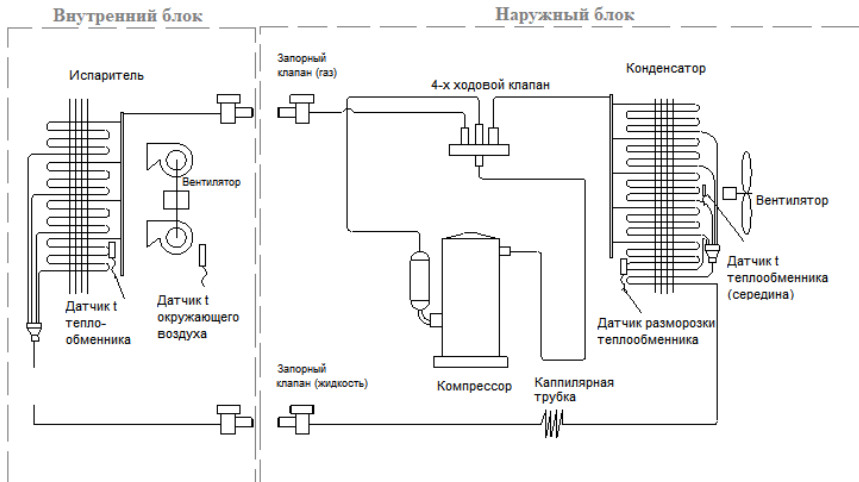 Внутренний блок
Наружный блок
Испаритель
Запорный
клапан (газ)
4-х ходовой клапан
Конденсатор
Вентилятор
Вентилятор
Датчик t
тепло-
обменника
Датчик t
окружающего
воздуха
Датчик t
теплообменника
(середина)
Датчик разморозки
теплообменника
Запорный
клапан (жидкость)
Компрессор
Каппилярная
трубка